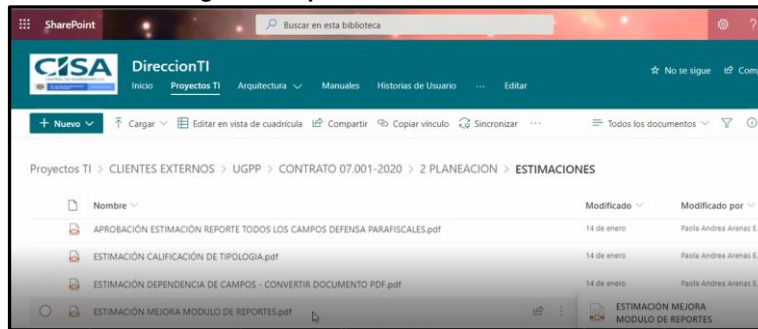 SharePoint
Buscar en esta biblioteca
?
CISA
DireccionTI
Inicio Proyectos TI Arquitectura Manuales Historias de Usuario ... Editar
No se sigue Comp
+ Nuevo Cargar Editar en vista de cuadrícula Compartir Copiar vínculo Sincronizar ... Todos los documentos
Proyectos TI > CLIENTES EXTERNOS > UGPP > CONTRATO 07.001-2020 > 2 PLANEACION > ESTIMACIONES
Nombre Modificado Modificado por
APROBACIÓN ESTIMACIÓN REPORTE TODOS LOS CAMPOS DEFENSA PARAFISCALES.pdf 14 de enero Paola Andrea Arenas E.
ESTIMACIÓN CALIFICACIÓN DE TIPOLOGIA.pdf 14 de enero Paola Andrea Arenas E.
ESTIMACIÓN DEPENDENCIA DE CAMPOS - CONVERTIR DOCUMENTO PDF.pdf 14 de enero Paola Andrea Arenas E.
ESTIMACIÓN MEJORA MODULO DE REPORTES.pdf
ESTIMACIÓN MEJORA
MODULO DE REPORTES